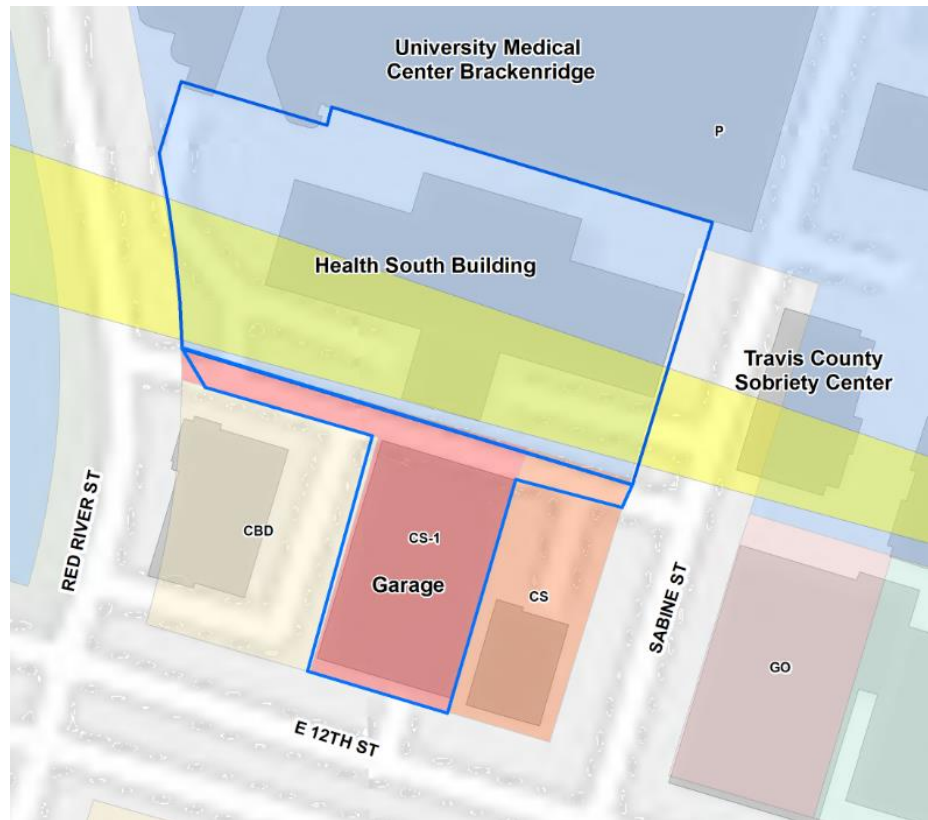 University Medical
Center Brackenridge
P
Health South Building
Travis County
Sobriety Center
RED RIVER ST
CBD
CS-1
Garage
CS
SABINE ST
GO
E 12TH ST